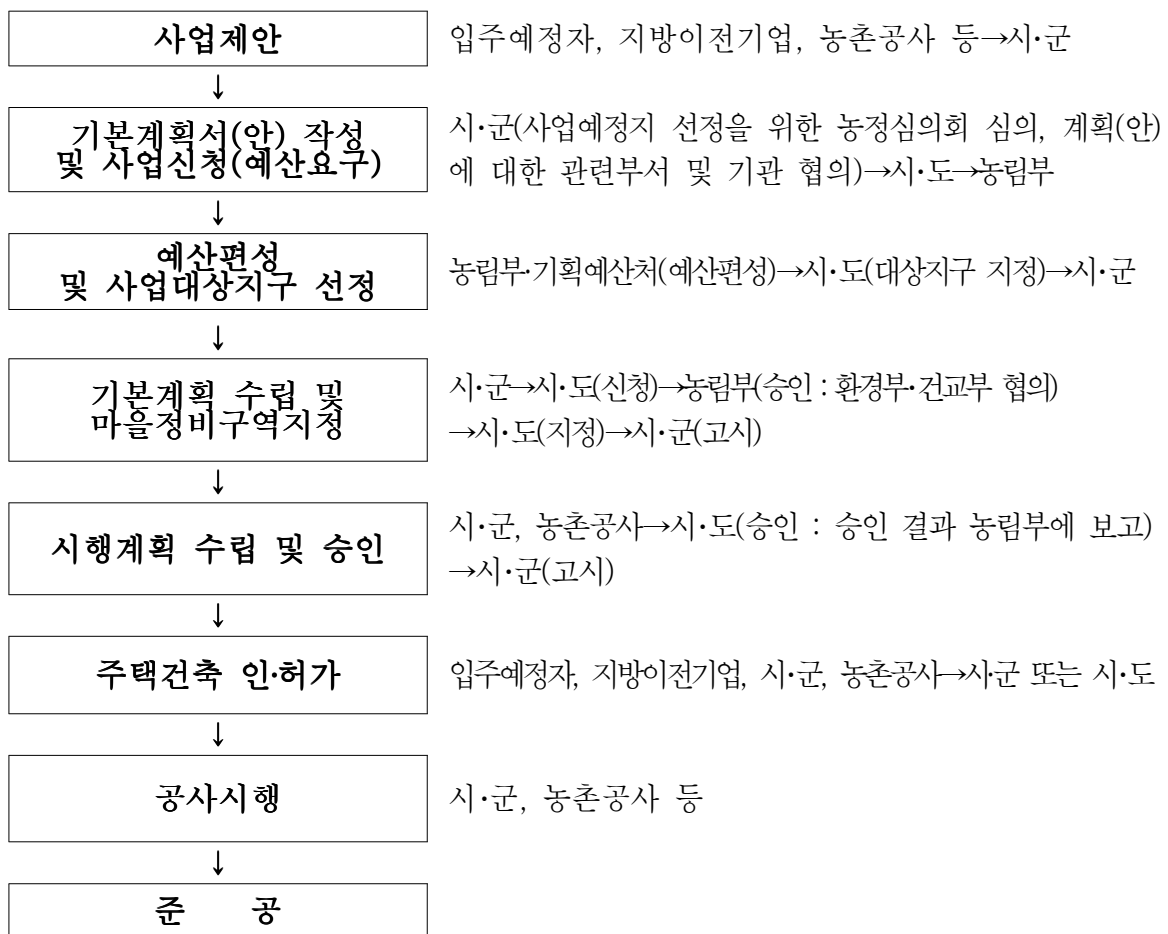 사업제안
입주예정자, 지방이전기업, 농촌공사 등→시·군
↓
기본계획서(안) 작성
및 사업신청(예산요구)
시·군(사업예정지 선정을 위한 농정심의회 심의, 계획(안)
에 대한 관련부서 및 기관 협의)→시·도→농림부
↓
예산편성
및 사업대상지구 선정
농림부·기획예산처(예산편성)→시·도(대상지구 지정)→시·군
↓
기본계획 수립 및
마을정비구역지정
시·군→시·도(신청)→농림부(승인 : 환경부·건교부 협의)
→시·도(지정)→시·군(고시)
↓
시행계획 수립 및 승인
시·군, 농촌공사→시·도(승인 : 승인 결과 농림부에 보고)
→시·군(고시)
↓
주택건축 인·허가
입주예정자, 지방이전기업, 시·군, 농촌공사→시·군 또는 시·도
↓
공사시행
시·군, 농촌공사 등
↓
준 공